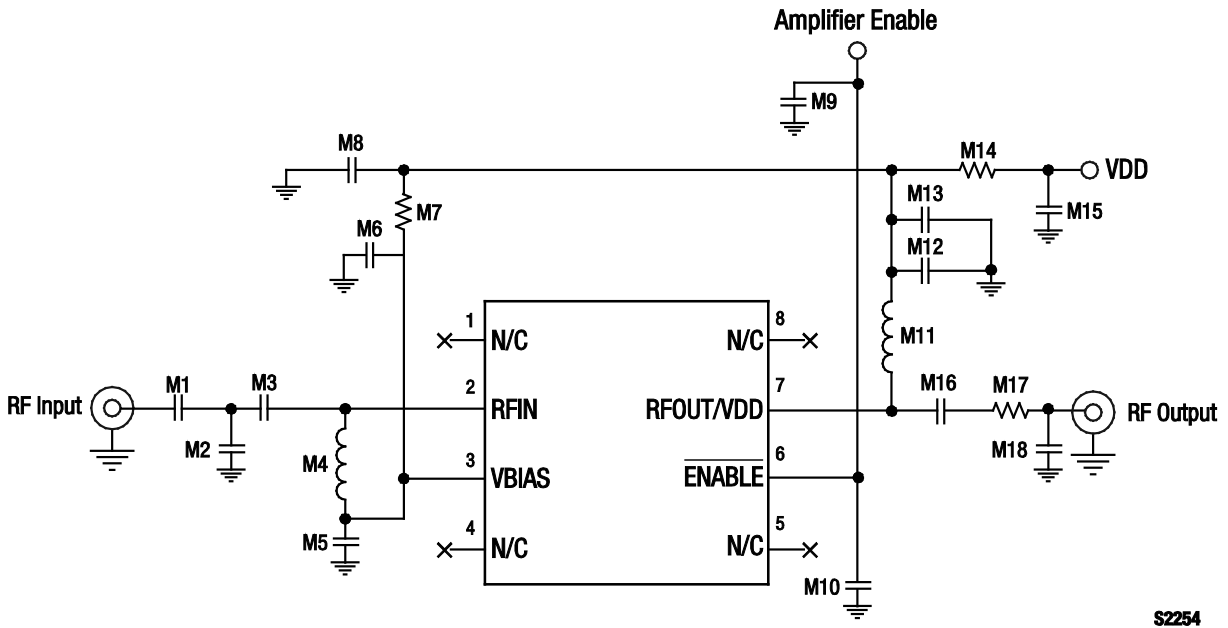 Amplifier Enable
M9
M8
M14
VDD
M13
M7
M15
M6
M12
1
N/C
8
N/C
M11
M1
M3
2
7
M16
M17
RF Input
RFIN
RFOUT/VDD
RF Output
M2
M4
3
6
M18
VBIAS
ENABLE
M5
4
N/C
5
N/C
M10
S2254